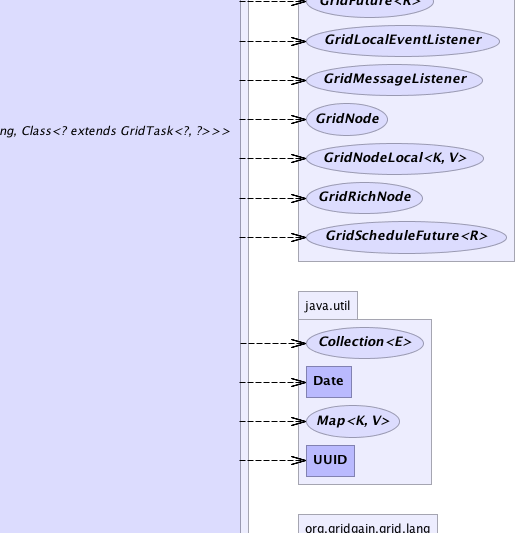 GridFuture<R>
GridLocalEventListener
GridMessageListener
GridNode
ng, Class<? extends GridTask<?, ?>>>
GridNodeLocal<K, V>
GridRichNode
GridScheduleFuture<R>
java.util
Collection<E>
Date
Map<K, V>
UUID
org.gridgain.grid.lang